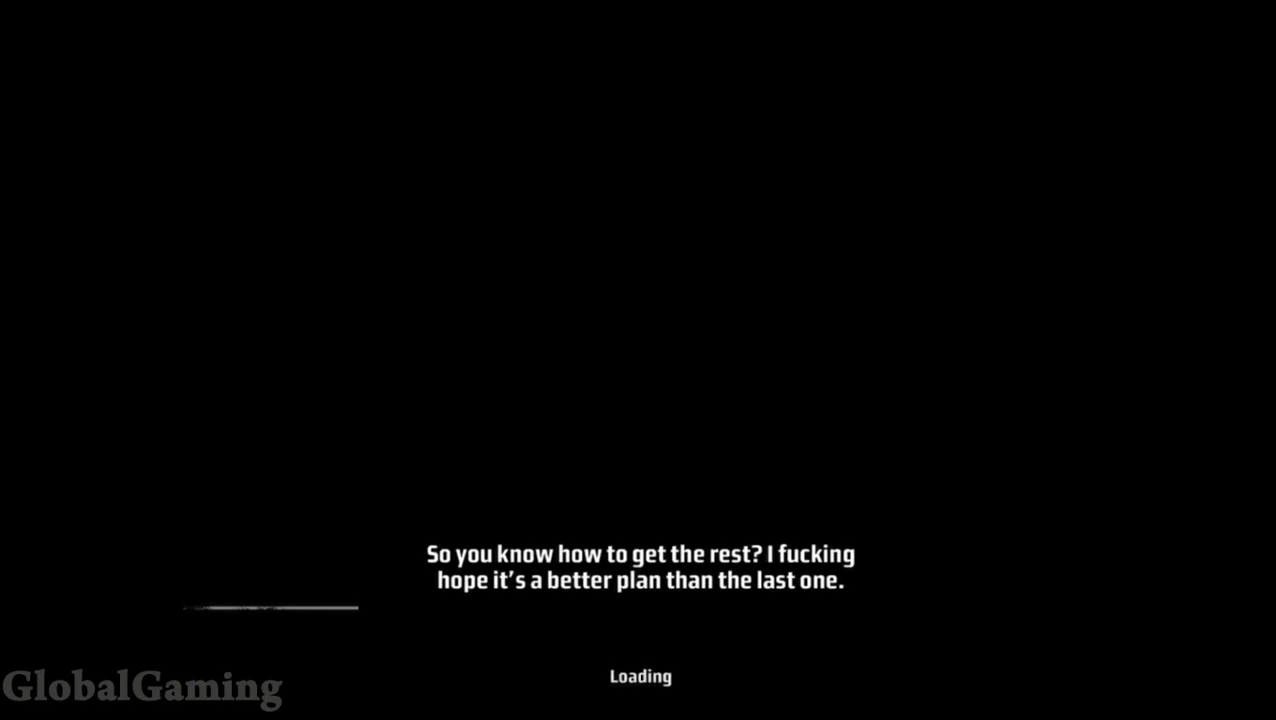 So you know how to get the rest? I fucking
hope it's a better plan than the last one.
Loading
GlobalGaming